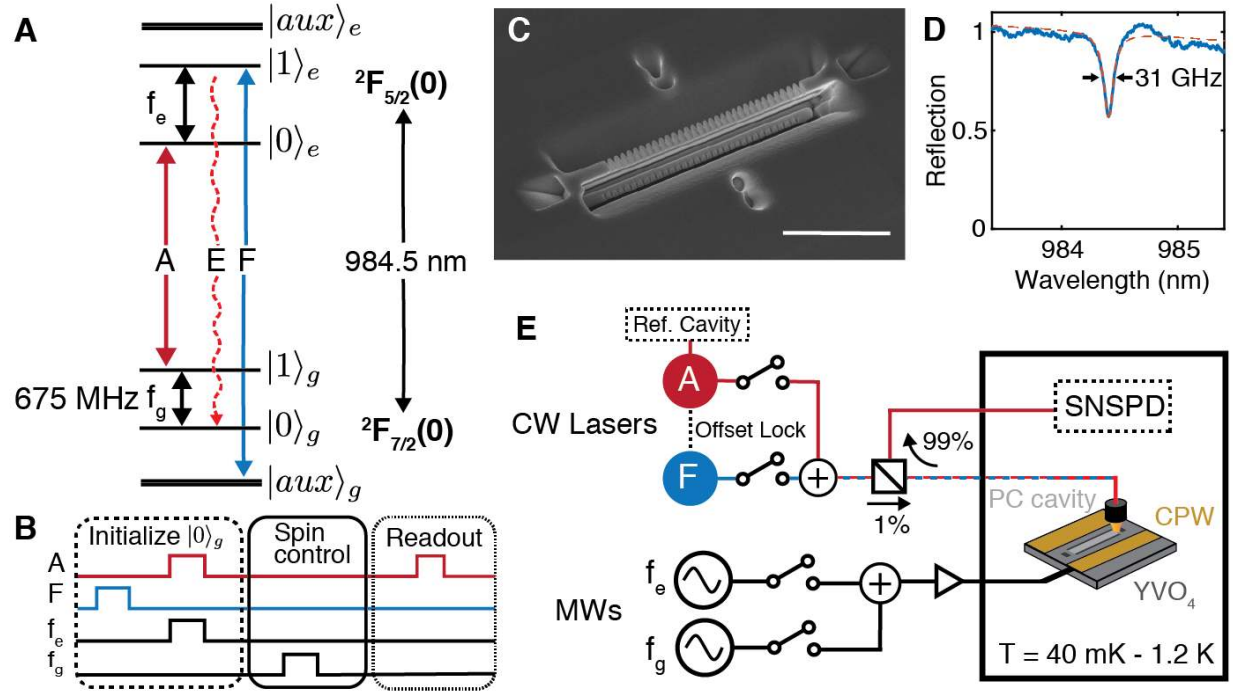 A
|aux⟩e
|1⟩e
²F5/2(0)
fe
|0⟩e
A E F
984.5 nm
|1⟩g
675 MHz fg
|0⟩g
²F7/2(0)
|aux⟩g
B
Initialize |0⟩g
Spin
control
Readout
A
F
fe
fg
C
D
1
0.5
0
Reflection
31 GHz
984 985
Wavelength (nm)
E
Ref. Cavity
A
CW Lasers
Offset Lock
F
99%
1%
SNSPD
PC cavity
CPW
YVO4
fe
MWs
fg
T = 40 mK - 1.2 K